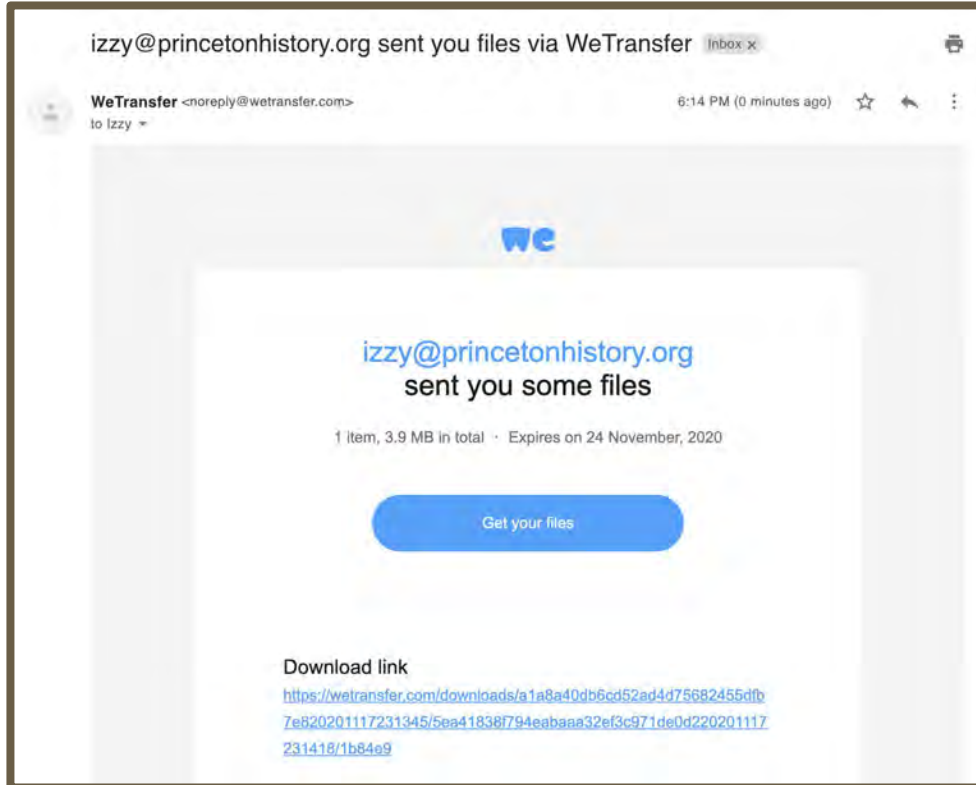 izzy@princetonhistory.org sent you files via WeTransfer Inbox x
WeTransfer <noreply@wetransfer.com> 6:14 PM (0 minutes ago)
to Izzy
we
izzy@princetonhistory.org
sent you some files
1 item, 3.9 MB in total · Expires on 24 November, 2020
Get your files
Download link
https://wetransfer.com/downloads/a1a8a40db6cd52ad4d75682455dfb
7e820201117231345/5ea41838f794eabaaa32ef3c971de0d220201117
231418/1b84e9